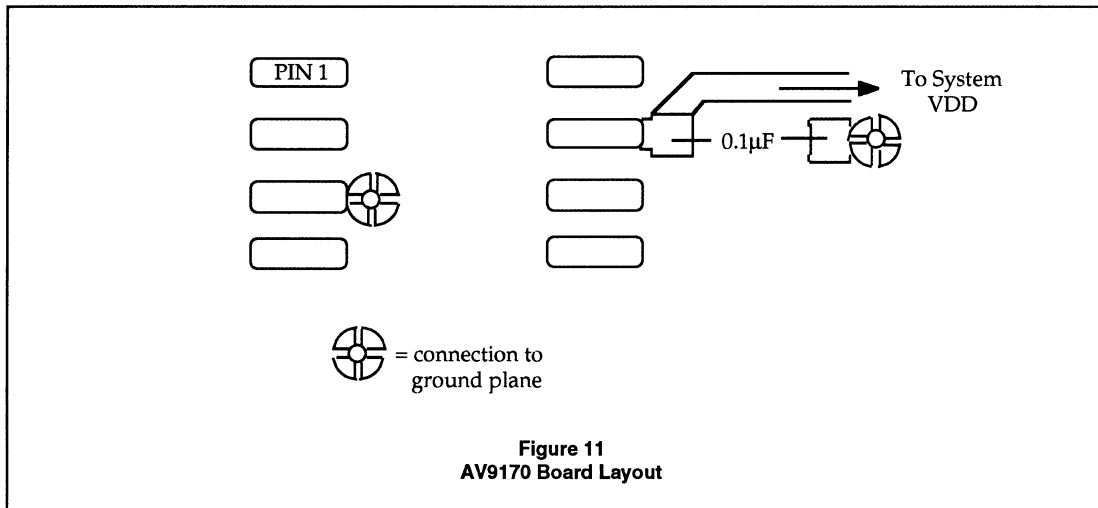 PIN 1
To System
VDD
0.1µF
= connection to
ground plane
Figure 11
AV9170 Board Layout